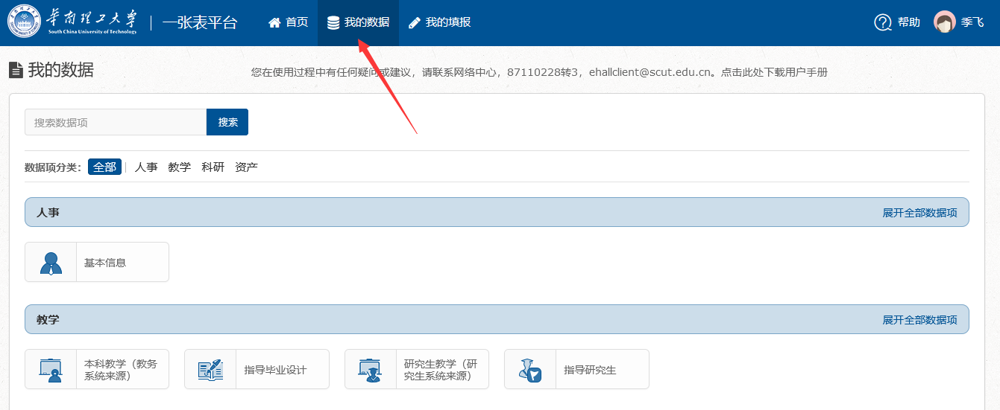 华南理工大学
South China University of Technology
一张表平台
首页
我的数据
我的填报
帮助
季飞
我的数据
您在使用过程中有任何疑问或建议，请联系网络中心，87110228转3，ehallclient@scut.edu.cn。点击此处下载用户手册
搜索数据项
搜索
数据项分类：
全部
人事
教学
科研
资产
人事
展开全部数据项
基本信息
教学
展开全部数据项
本科教学（教务
系统来源）
指导毕业设计
研究生教学（研
究生系统来源）
指导研究生